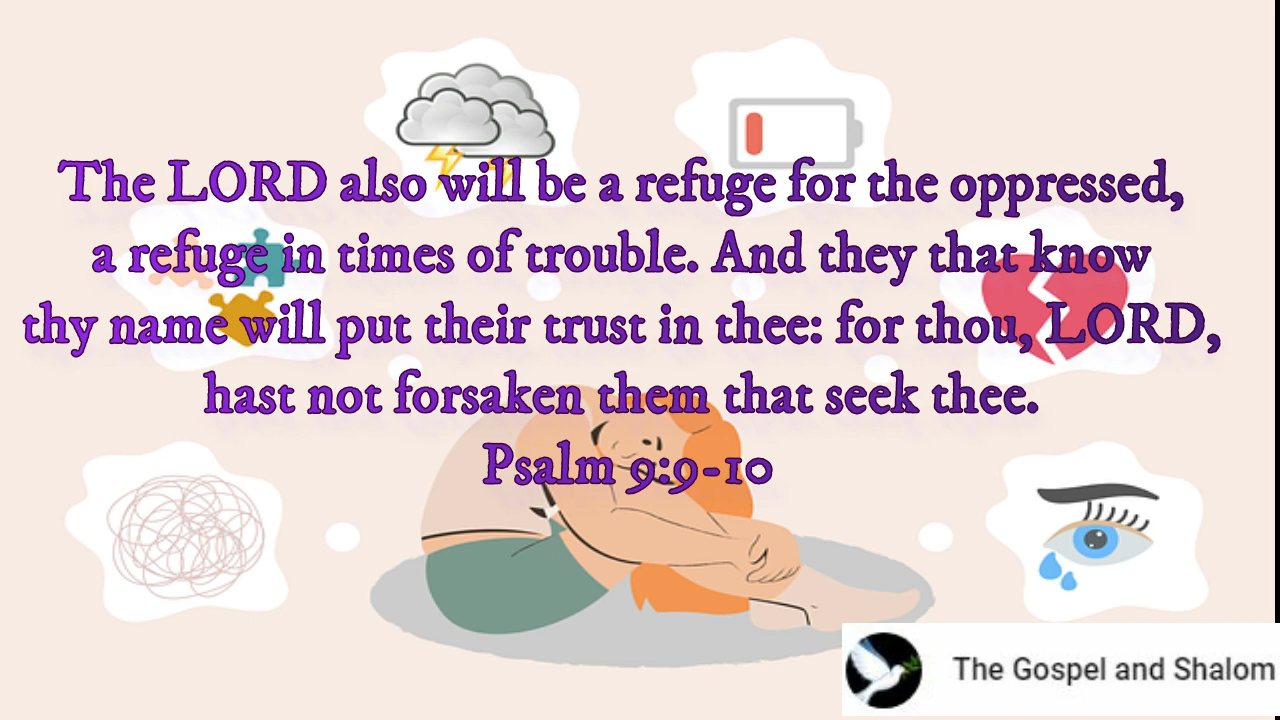 The LORD also will be a refuge for the oppressed,
a refuge in times of trouble. And they that know
thy name will put their trust in thee: for thou, LORD,
hast not forsaken them that seek thee.
Psalm 9:9-10
The Gospel and Shalom